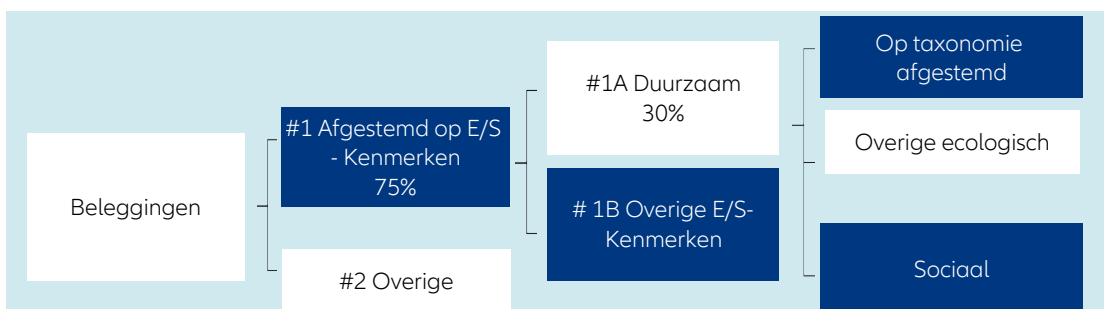 Beleggingen
#1 Afgestemd op E/S
- Kenmerken
75%
#2 Overige
#1A Duurzaam
30%
# 1B Overige E/S-
Kenmerken
Op taxonomie
afgestemd
Overige ecologisch
Sociaal